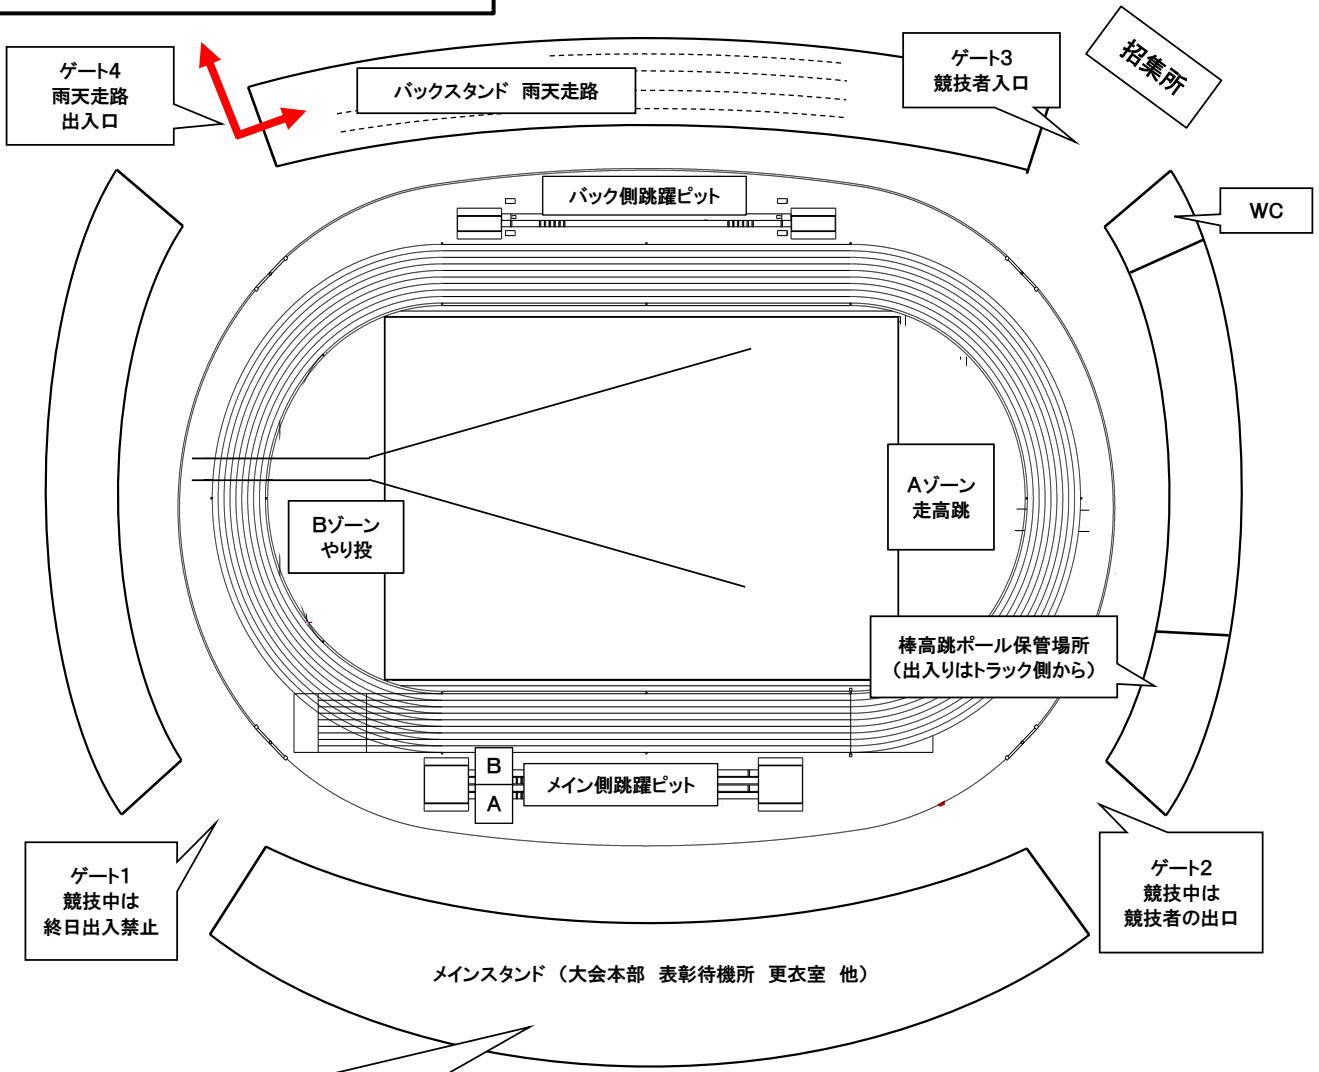 ゲート4
雨天走路
出入口
バックスタンド 雨天走路
ゲート3
競技者入口
招集所
バック側跳躍ピット
WC
Aゾーン
走高跳
Bゾーン
やり投
棒高跳ポール保管場所
（出入りはトラック側から）
B
A
メイン側跳躍ピット
ゲート1
競技中は
終日出入禁止
ゲート2
競技中は
競技者の出口
メインスタンド （大会本部 表彰待機所 更衣室 他）